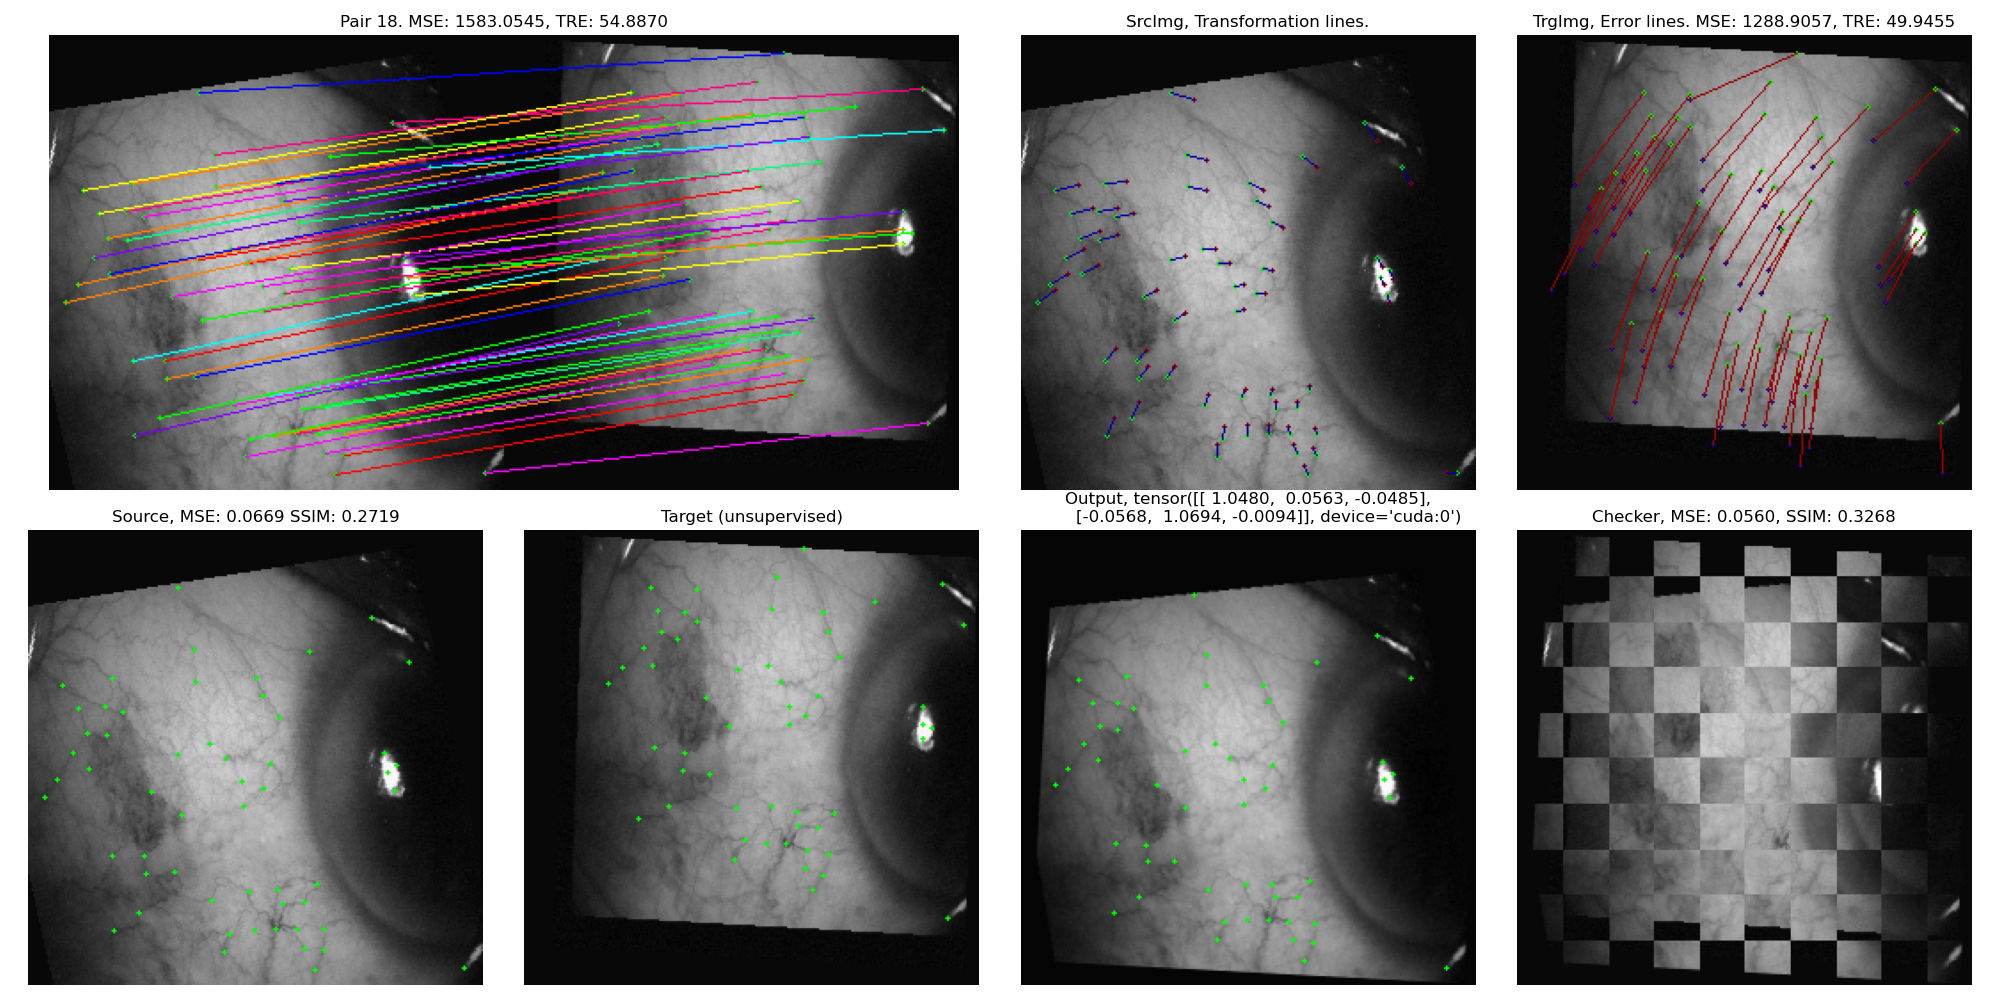 Pair 18. MSE: 1583.0545, TRE: 54.8870
SrcImg, Transformation lines.
TrgImg, Error lines. MSE: 1288.9057, TRE: 49.9455
Source, MSE: 0.0669 SSIM: 0.2719
Target (unsupervised)
Output, tensor([[ 1.0480,  0.0563, -0.0485],
[-0.0568,  1.0694, -0.0094]], device='cuda:0')
Checker, MSE: 0.0560, SSIM: 0.3268